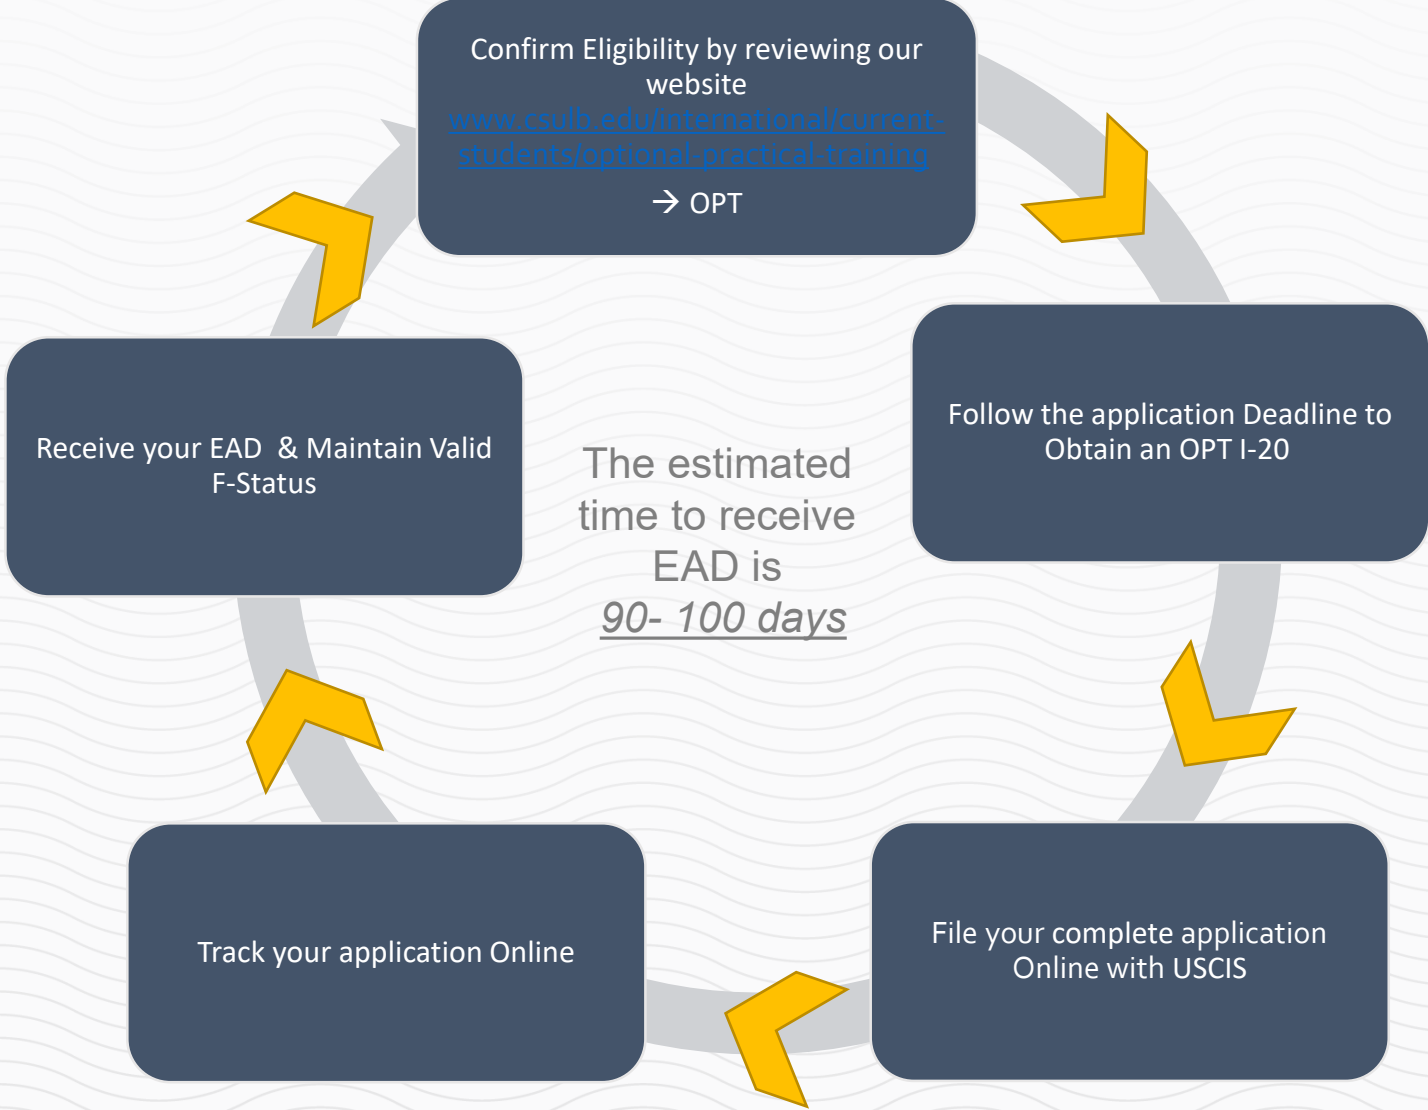 Confirm Eligibility by reviewing our
website
www.csulb.edu/international/current-
students/optional-practical-training
→ OPT
Follow the application Deadline to
Obtain an OPT I-20
File your complete application
Online with USCIS
Track your application Online
Receive your EAD & Maintain Valid
F-Status
The estimated
time to receive
EAD is
90- 100 days